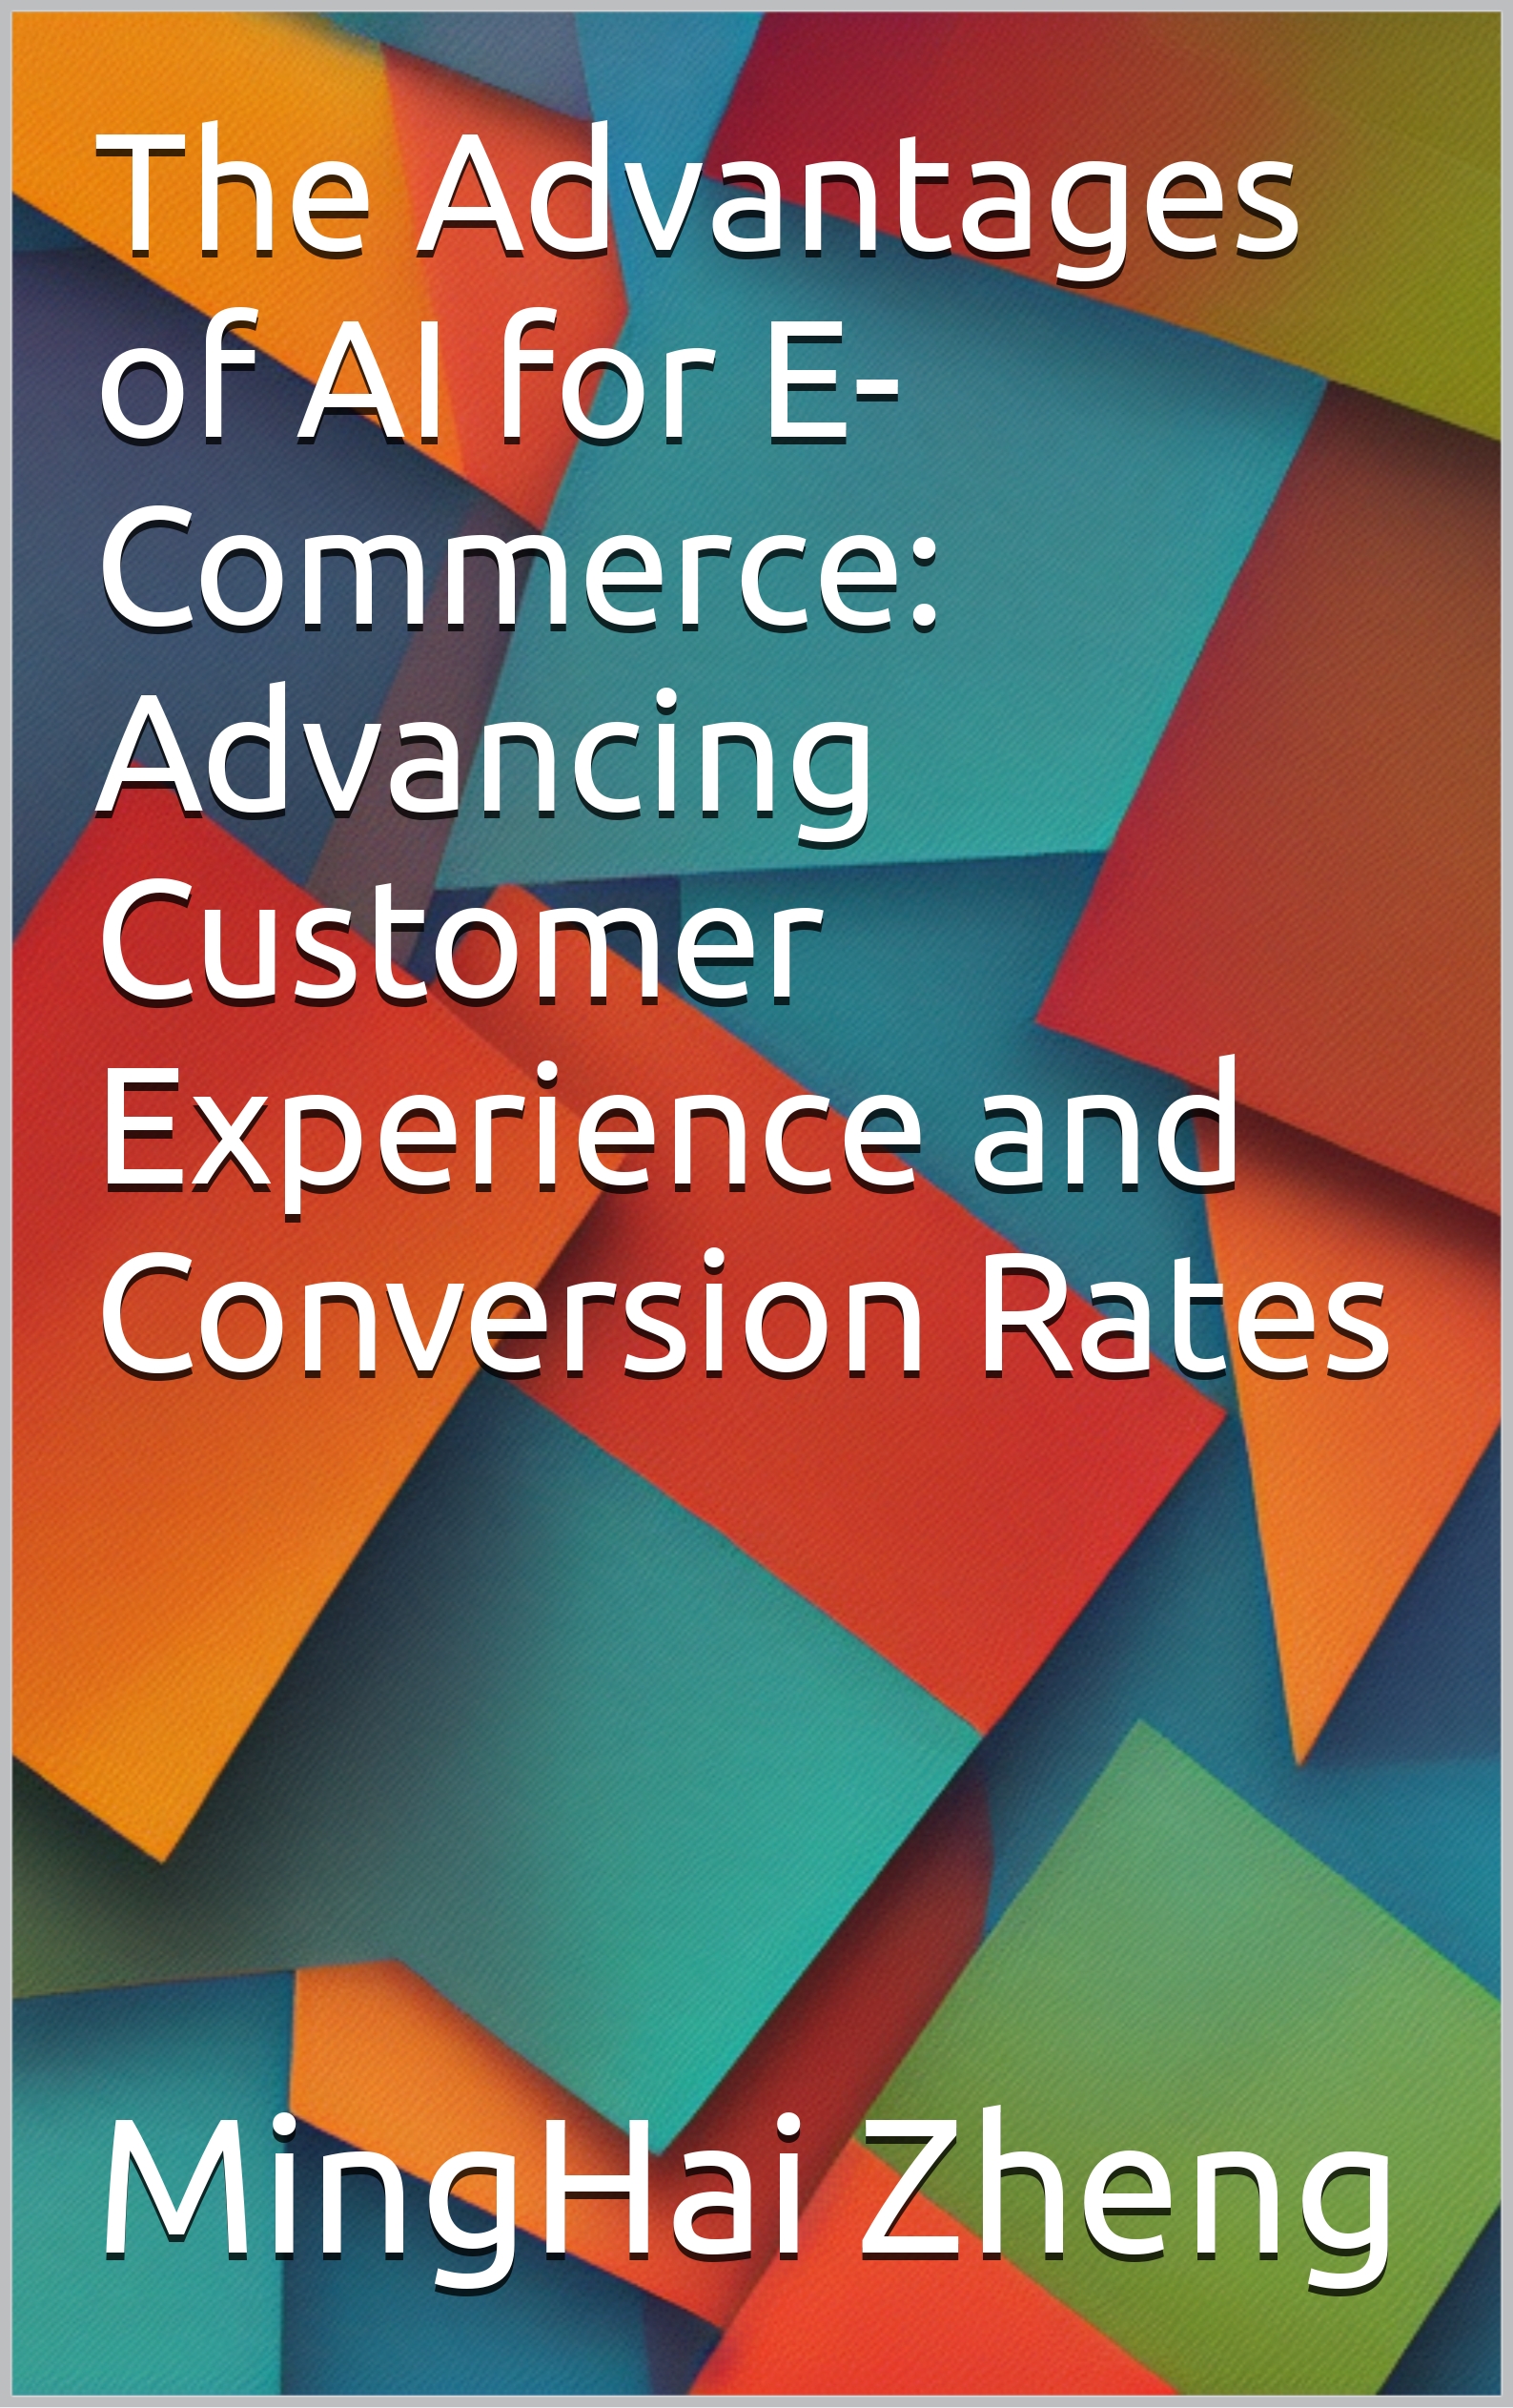 The Advantages
of AI for E-
Commerce:
Advancing
Customer
Experience and
Conversion Rates
MingHai Zheng